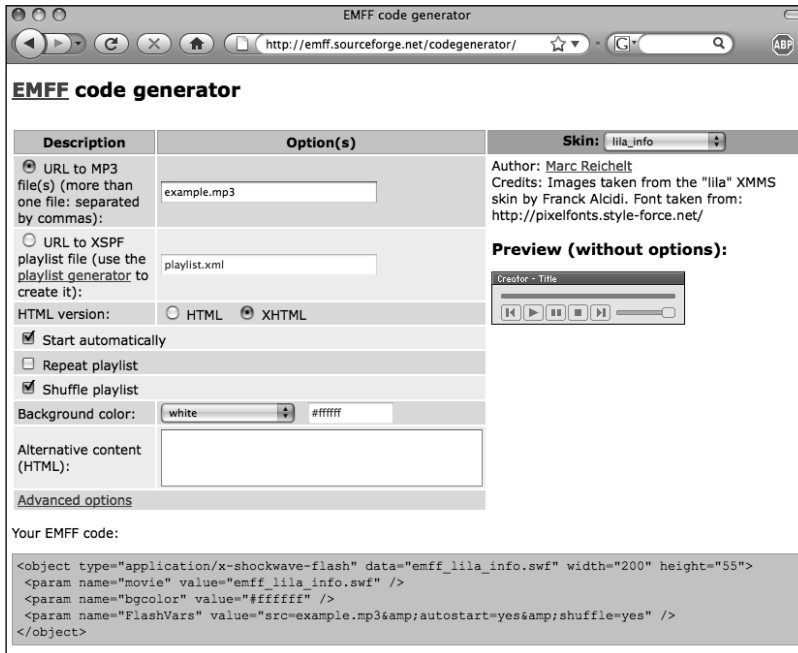 EMFF code generator
http://emff.sourceforge.net/codegenerator/
G
ABP
EMFF code generator
Description
Option(s)
Skin: lila_info
URL to MP3
file(s) (more than
one file: separated
by commas):
example.mp3
URL to XSPF
playlist file (use the
playlist generator to
create it):
playlist.xml
HTML version:
HTML XHTML
Start automatically
Repeat playlist
Shuffle playlist
Background color:
white
#ffffff
Alternative content
(HTML):
Advanced options
Author: Marc Reichelt
Credits: Images taken from the "lila" XMMS
skin by Franck Alcidi. Font taken from:
http://pixelfonts.style-force.net/
Preview (without options):
Creator - Title
Your EMFF code:
<object type="application/x-shockwave-flash" data="emff_lila_info.swf" width="200" height="55">
<param name="movie" value="emff_lila_info.swf" />
<param name="bgcolor" value="#ffffff" />
<param name="FlashVars" value="src=example.mp3&amp;autostart=yes&amp;shuffle=yes" />
</object>